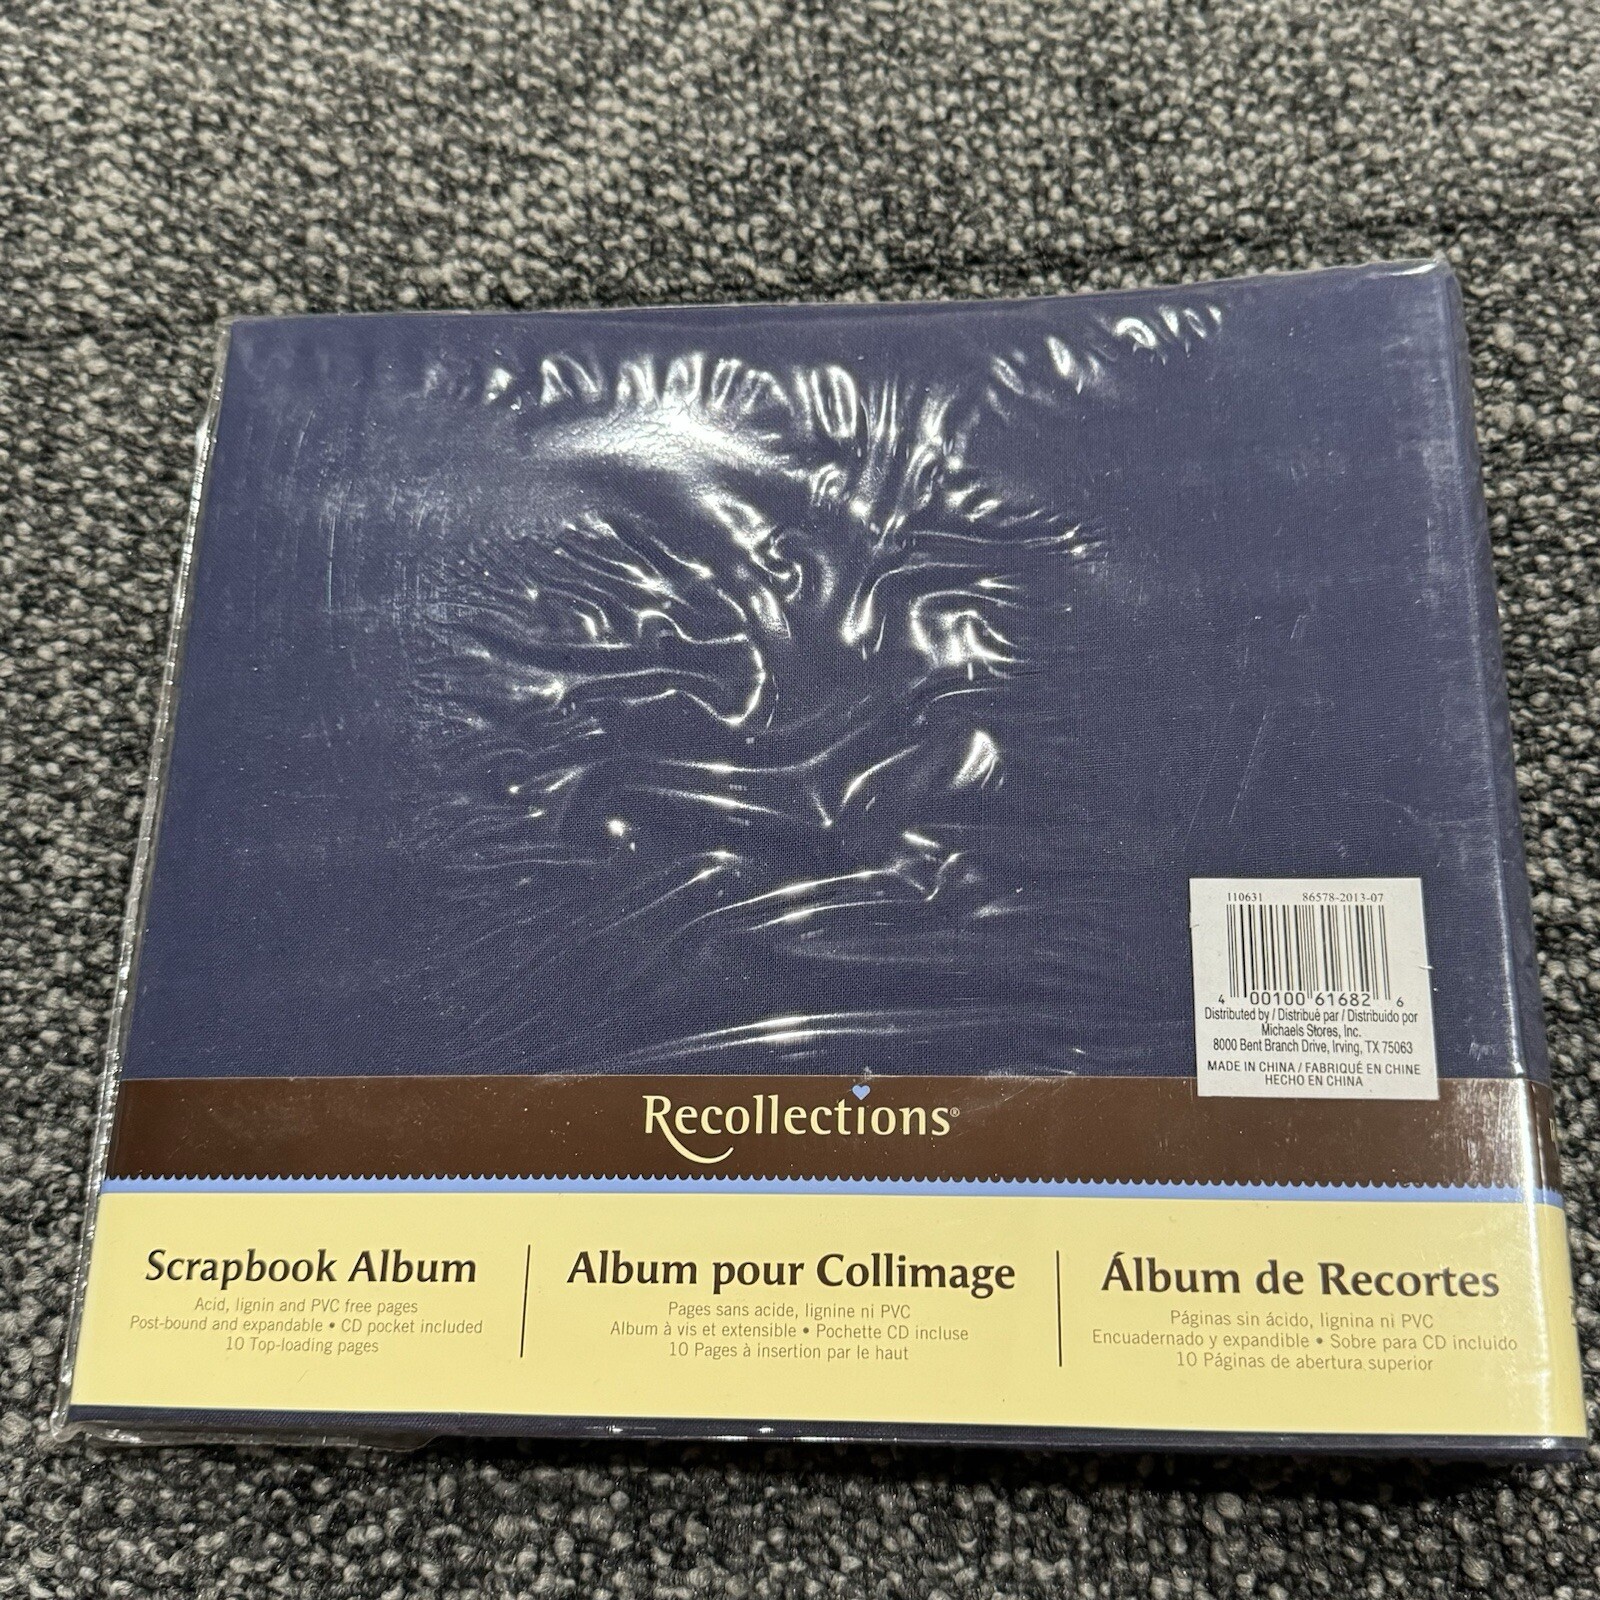 110631 86578-2013-07
4 00100 61682 6
Distributed by / Distribué par / Distribuido por
Michaels Stores, Inc.
8000 Bent Branch Drive, Irving, TX 75063
MADE IN CHINA / FABRIQUÉ EN CHINE
HECHO EN CHINA
Recollections®
Scrapbook Album
Acid, lignin and PVC free pages
Post-bound and expandable • CD pocket included
10 Top-loading pages
Album pour Collimage
Pages sans acide, lignine ni PVC
Album à vis et extensible • Pochette CD incluse
10 Pages à insertion par le haut
Álbum de Recortes
Páginas sin ácido, lignina ni PVC
Encuadernado y expandible • Sobre para CD incluido
10 Páginas de abertura superior